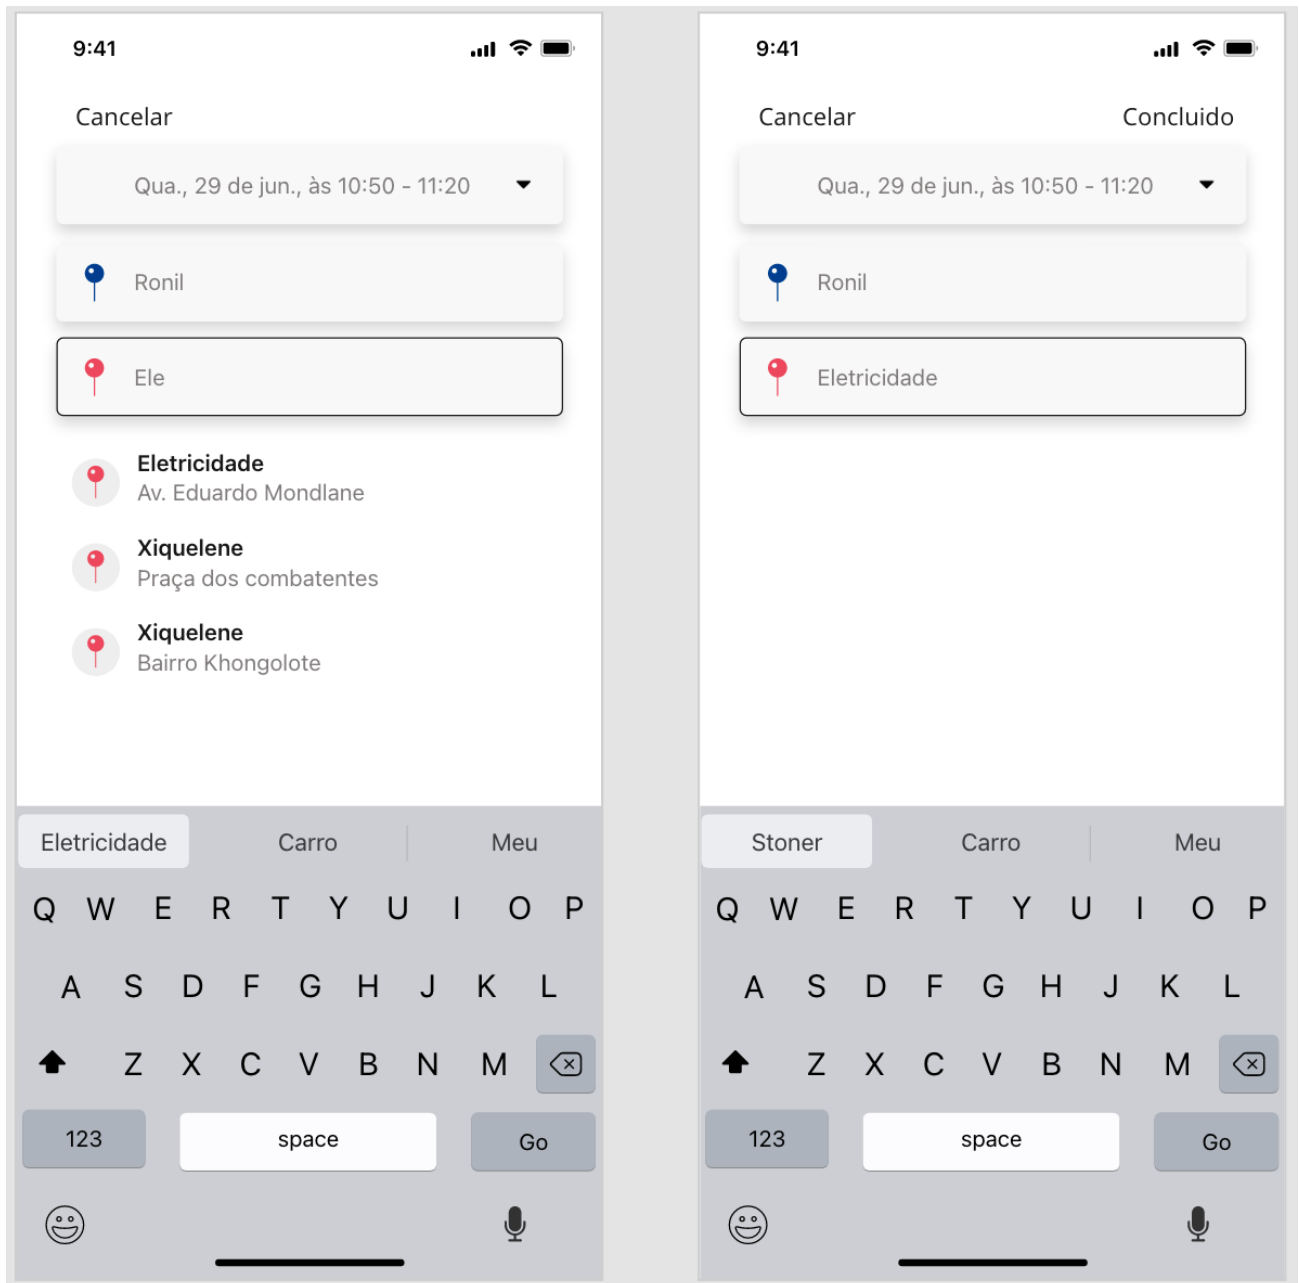 9:41
Cancelar
Qua., 29 de jun., às 10:50 - 11:20
Ronil
Ele
Eletricidade
Av. Eduardo Mondlane
Xiquelene
Praça dos combatentes
Xiquelene
Bairro Khongolote
Eletricidade Carro Meu
Q W E R T Y U I O P
A S D F G H J K L
Z X C V B N M
123 space Go
9:41
Cancelar Concluido
Qua., 29 de jun., às 10:50 - 11:20
Ronil
Eletricidade
Stoner Carro Meu
Q W E R T Y U I O P
A S D F G H J K L
Z X C V B N M
123 space Go